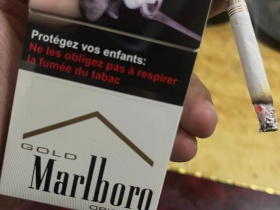 Protégez vos enfants:
Ne les obligez pas à respirer
la fumée du tabac
GOLD
Marlboro